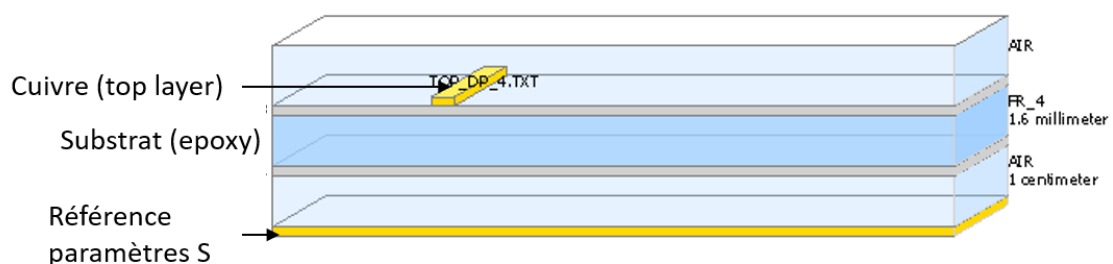 AIR
Cuivre (top layer)
TOP_DP_4.TXT
FR_4
1.6 millimeter
Substrat (epoxy)
AIR
1 centimeter
Référence
paramètres S